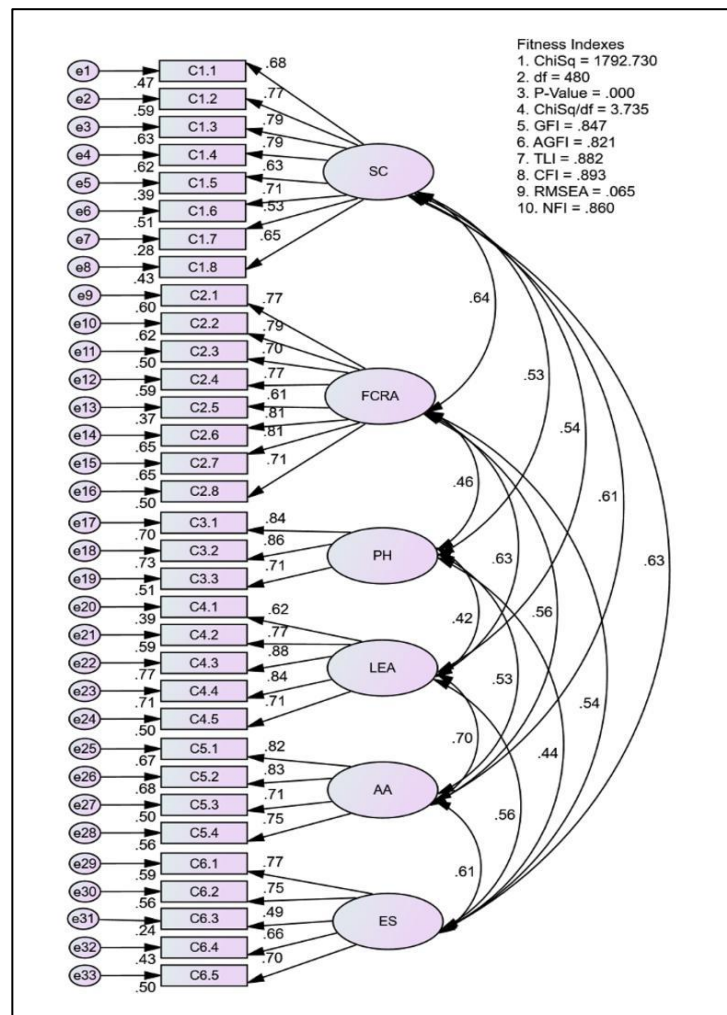 Fitness Indexes
1. ChiSq = 1792.730
2. df = 480
3. P-Value = .000
4. ChiSq/df = 3.735
5. GFI = .847
6. AGFI = .821
7. TLI = .882
8. CFI = .893
9. RMSEA = .065
10. NFI = .860
e1 C1.1 .68
.47
e2 C1.2 .77
.59
e3 C1.3 .79
.63
e4 C1.4 .79
.62
e5 C1.5 .63
.39
e6 C1.6 .71
.51
e7 C1.7 .53
.28
e8 C1.8 .65
.43
SC
e9 C2.1 .77
.60
e10 C2.2 .79
.62
e11 C2.3 .70
.50
e12 C2.4 .77
.59
e13 C2.5 .61
.37
e14 C2.6 .81
.65
e15 C2.7 .81
.65
e16 C2.8 .71
.50
FCRA
e17 C3.1 .84
.70
e18 C3.2 .86
.73
e19 C3.3 .71
.51
PH
e20 C4.1 .62
.39
e21 C4.2 .77
.59
e22 C4.3 .88
.77
e23 C4.4 .84
.71
e24 C4.5 .71
.50
LEA
e25 C5.1 .82
.67
e26 C5.2 .83
.68
e27 C5.3 .71
.50
e28 C5.4 .75
.56
AA
e29 C6.1 .77
.59
e30 C6.2 .75
.56
e31 C6.3 .49
.24
e32 C6.4 .66
.43
e33 C6.5 .70
.50
ES
.64
.53
.54
.61
.63
.46
.63
.56
.54
.42
.53
.44
.70
.56
.61